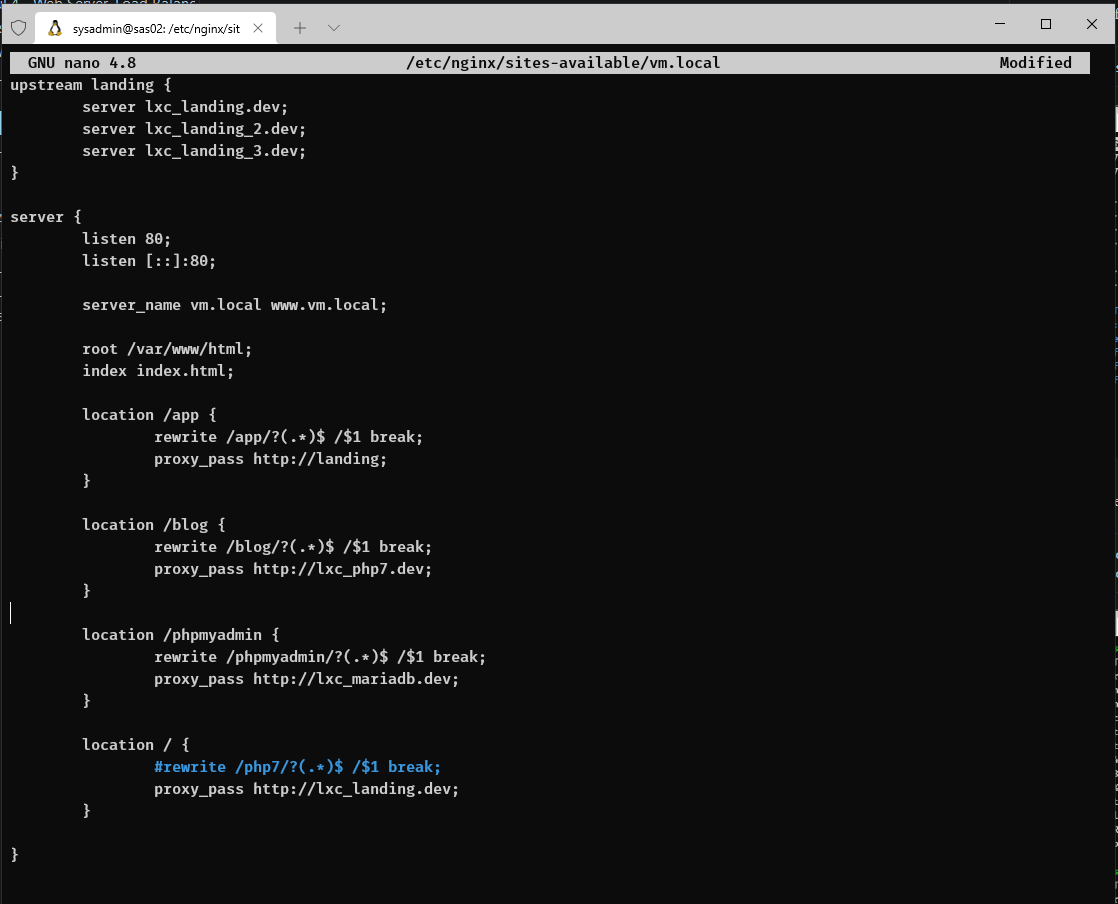 sysadmin@sas02: /etc/nginx/sit
GNU nano 4.8 /etc/nginx/sites-available/vm.local Modified
upstream landing {
server lxc_landing.dev;
server lxc_landing_2.dev;
server lxc_landing_3.dev;
}
server {
listen 80;
listen [::]:80;
server_name vm.local www.vm.local;
root /var/www/html;
index index.html;
location /app {
rewrite /app/?(.*)$ /$1 break;
proxy_pass http://landing;
}
location /blog {
rewrite /blog/?(.*)$ /$1 break;
proxy_pass http://lxc_php7.dev;
}
location /phpmyadmin {
rewrite /phpmyadmin/?(.*)$ /$1 break;
proxy_pass http://lxc_mariadb.dev;
}
location / {
#rewrite /php7/?(.*)$ /$1 break;
proxy_pass http://lxc_landing.dev;
}
}